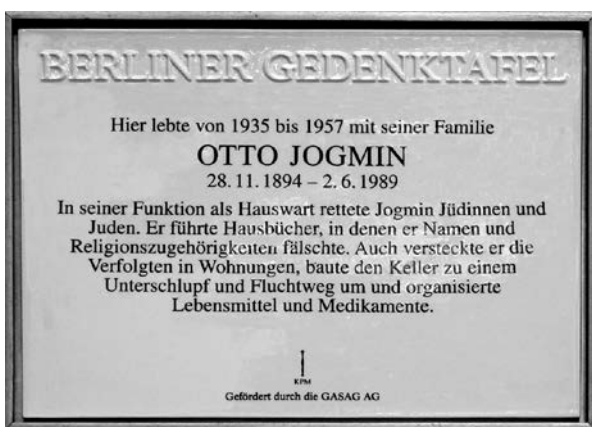 BERLINER GEDENKTAFEL
Hier lebte von 1935 bis 1957 mit seiner Familie
OTTO JOGMIN
28. 11. 1894 – 2. 6. 1989
In seiner Funktion als Hauswart rettete Jogmin Jüdinnen und
Juden. Er führte Hausbücher, in denen er Namen und
Religionszugehörigkeiten fälschte. Auch versteckte er die
Verfolgten in Wohnungen, baute den Keller zu einem
Unterschlupf und Fluchtweg um und organisierte
Lebensmittel und Medikamente.
KPM
Gefördert durch die GASAG AG